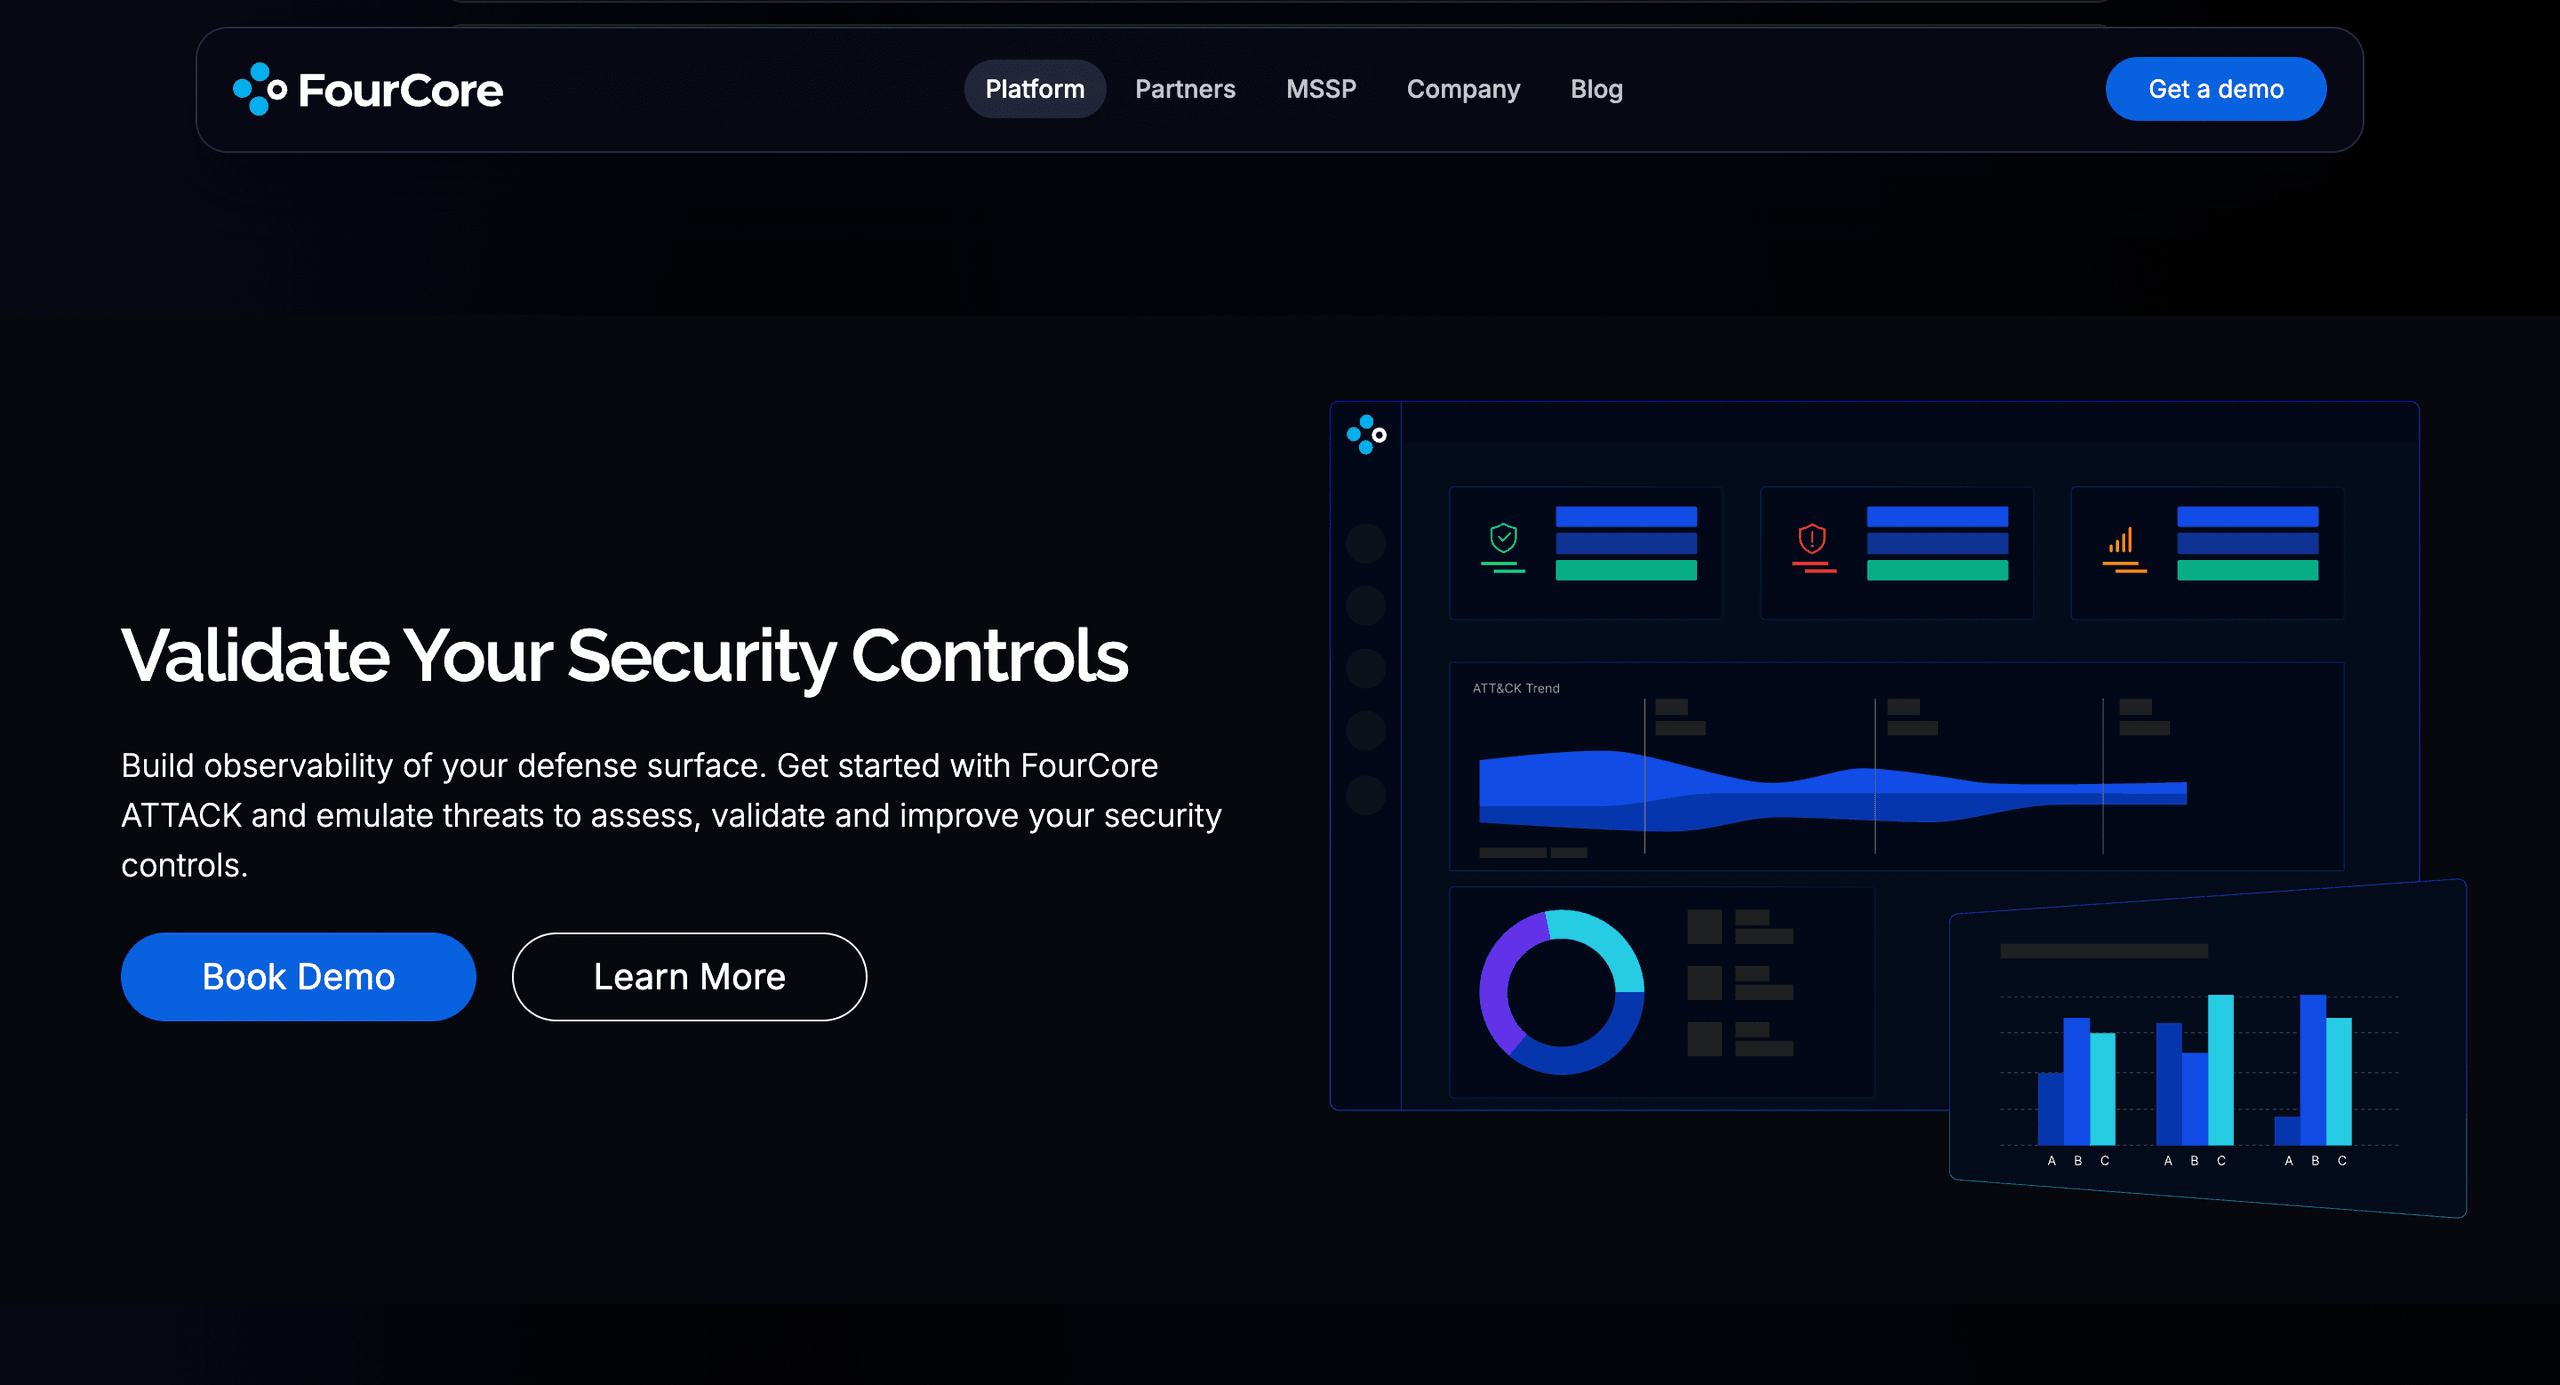 FourCore
Platform
Partners
MSSP
Company
Blog
Get a demo
Validate Your Security Controls
Build observability of your defense surface. Get started with FourCore
ATTACK and emulate threats to assess, validate and improve your security
controls.
Book Demo
Learn More
ATT&CK Trend
A B C A B C A B C